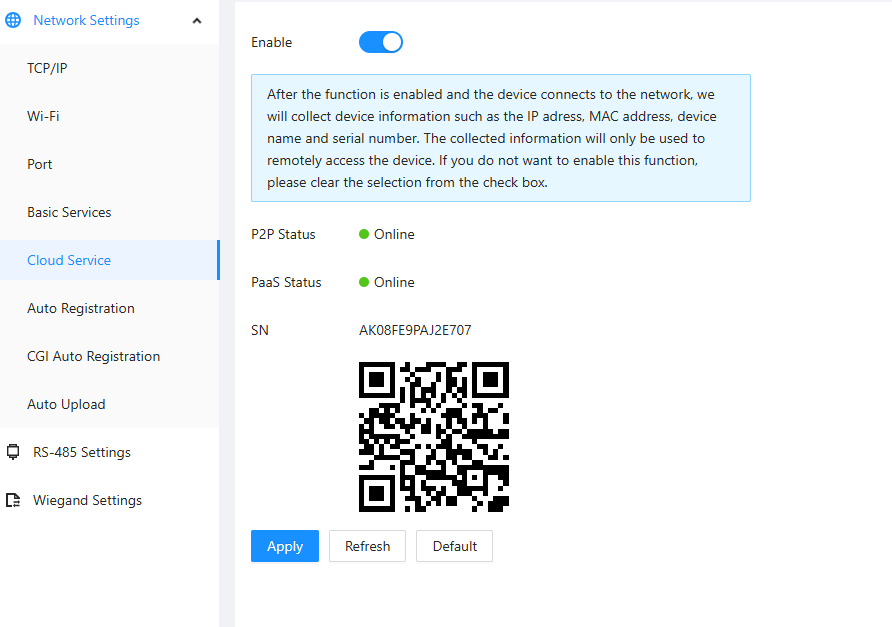 Network Settings
TCP/IP
Wi-Fi
Port
Basic Services
Cloud Service
Auto Registration
CGI Auto Registration
Auto Upload
RS-485 Settings
Wiegand Settings
Enable
After the function is enabled and the device connects to the network, we
will collect device information such as the IP adress, MAC address, device
name and serial number. The collected information will only be used to
remotely access the device. If you do not want to enable this function,
please clear the selection from the check box.
P2P Status Online
PaaS Status Online
SN AK08FE9PAJ2E707
Apply Refresh Default